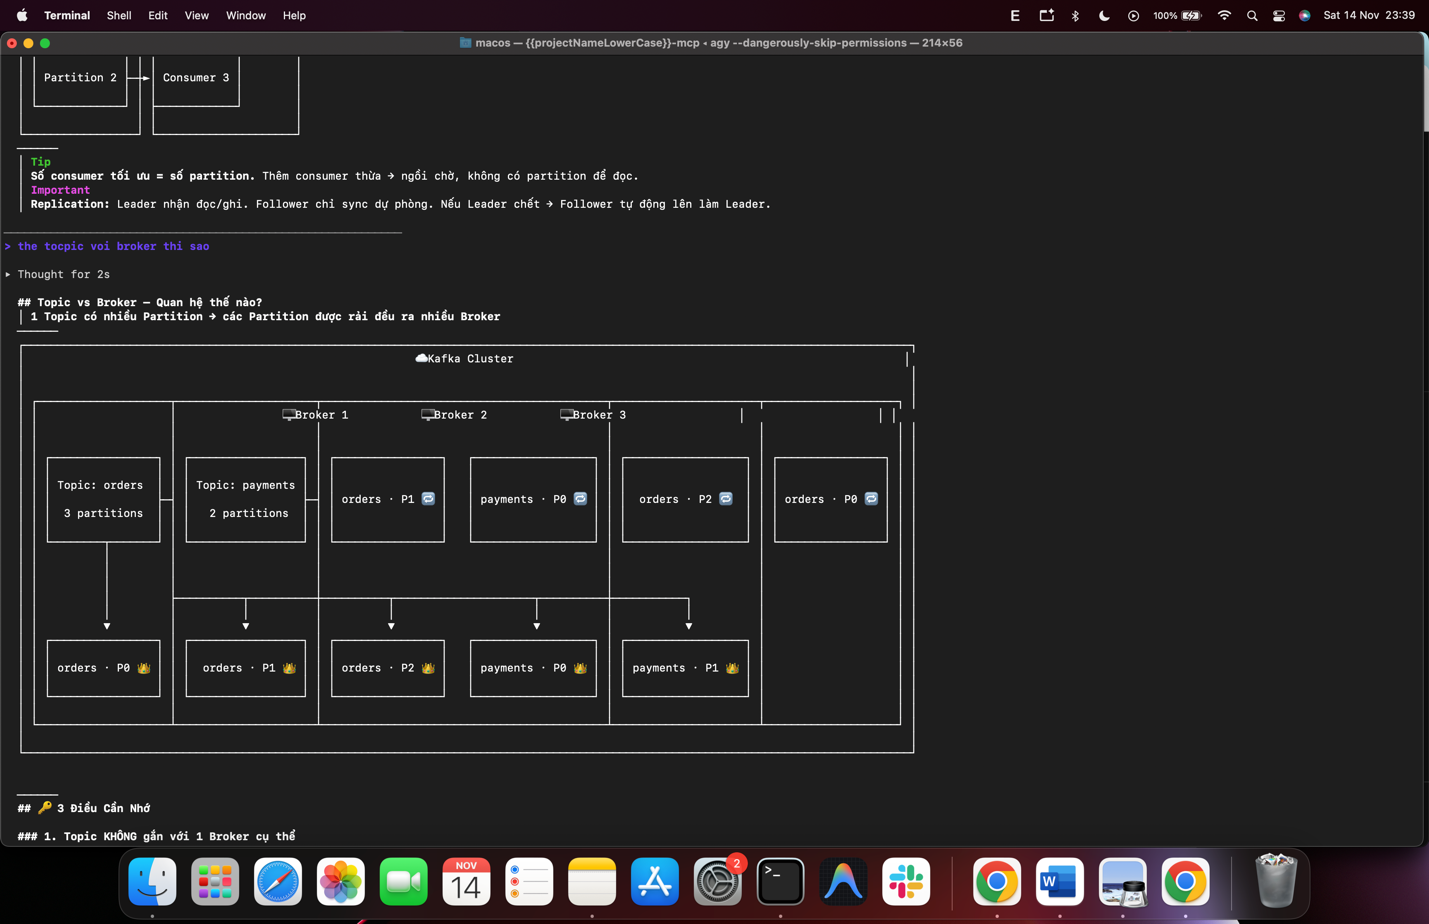 Terminal Shell Edit View Window Help
E 100% Sat 14 Nov 23:39
macos — {{projectNameLowerCase}}-mcp ◂ agy --dangerously-skip-permissions — 214×56
Partition 2 Consumer 3
Tip
Số consumer tối ưu = số partition. Thêm consumer thừa → ngồi chờ, không có partition để đọc.
Important
Replication: Leader nhận đọc/ghi. Follower chỉ sync dự phòng. Nếu Leader chết → Follower tự động lên làm Leader.
> the tocpic voi broker thi sao
▸ Thought for 2s
## Topic vs Broker — Quan hệ thế nào?
1 Topic có nhiều Partition → các Partition được rải đều ra nhiều Broker
☁️Kafka Cluster
🖥️Broker 1 🖥️Broker 2 🖥️Broker 3
Topic: orders Topic: payments
orders · P1 🔁 payments · P0 🔁 orders · P2 🔁 orders · P0 🔁
3 partitions 2 partitions
orders · P0 👑 orders · P1 👑 orders · P2 👑 payments · P0 👑 payments · P1 👑
## 🔑 3 Điều Cần Nhớ
### 1. Topic KHÔNG gắn với 1 Broker cụ thể
NOV
14
2
>_
W